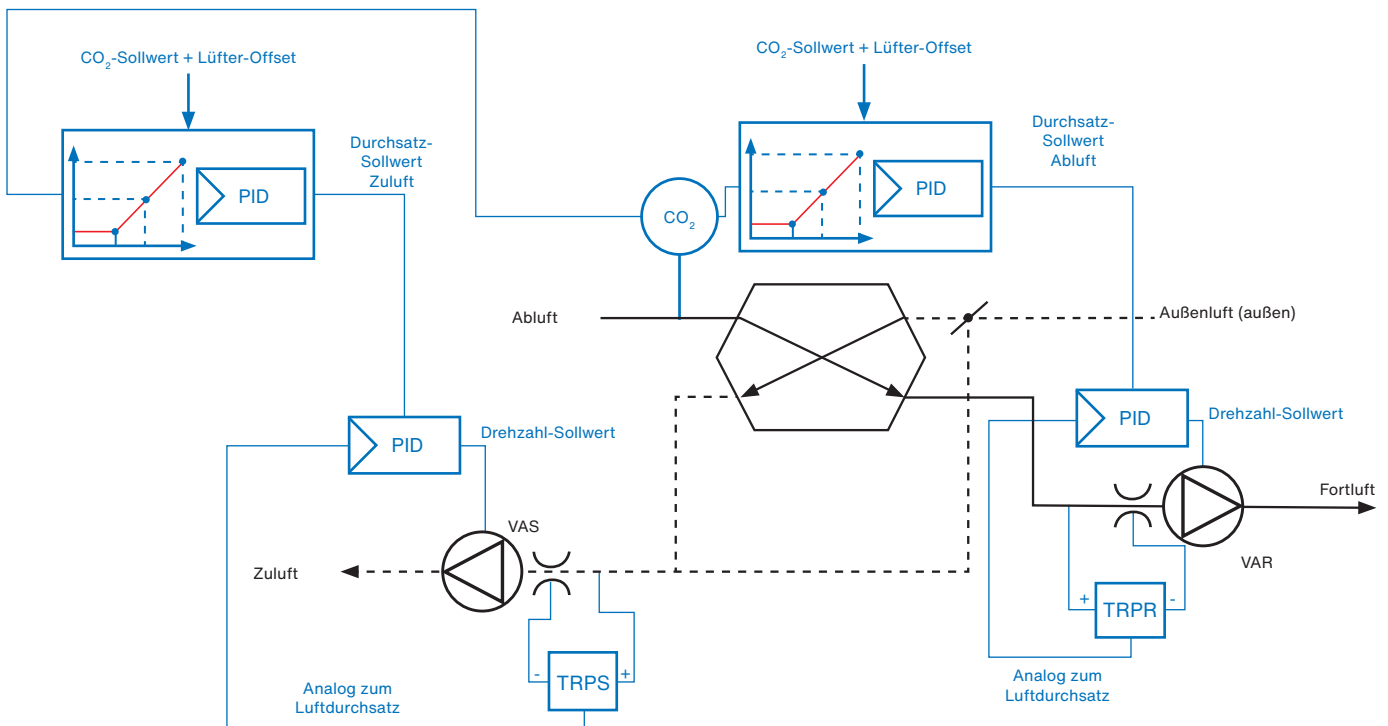 CO₂-Sollwert + Lüfter-Offset
CO₂-Sollwert + Lüfter-Offset
Durchsatz-
Sollwert
Zuluft
Durchsatz-
Sollwert
Abluft
PID
PID
CO₂
Abluft
Außenluft (außen)
PID
Drehzahl-Sollwert
PID
Drehzahl-Sollwert
Fortluft
VAS
VAR
Zuluft
+
TRPR
-
-
TRPS
+
Analog zum
Luftdurchsatz
Analog zum
Luftdurchsatz